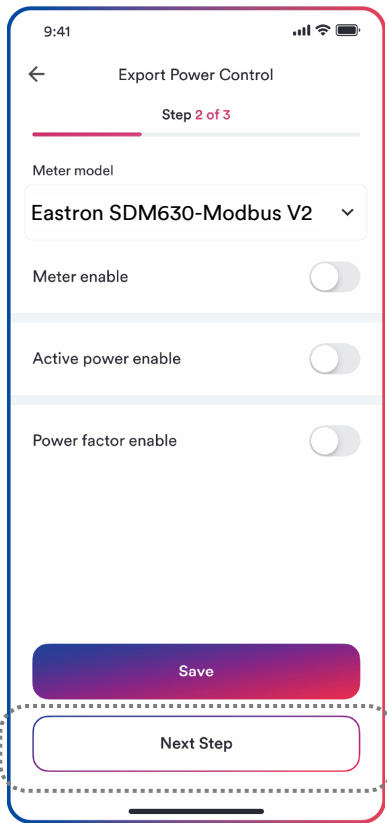 9:41
Export Power Control
Step 2 of 3
Meter model
Eastron SDM630-Modbus V2
Meter enable
Active power enable
Power factor enable
Save
Next Step